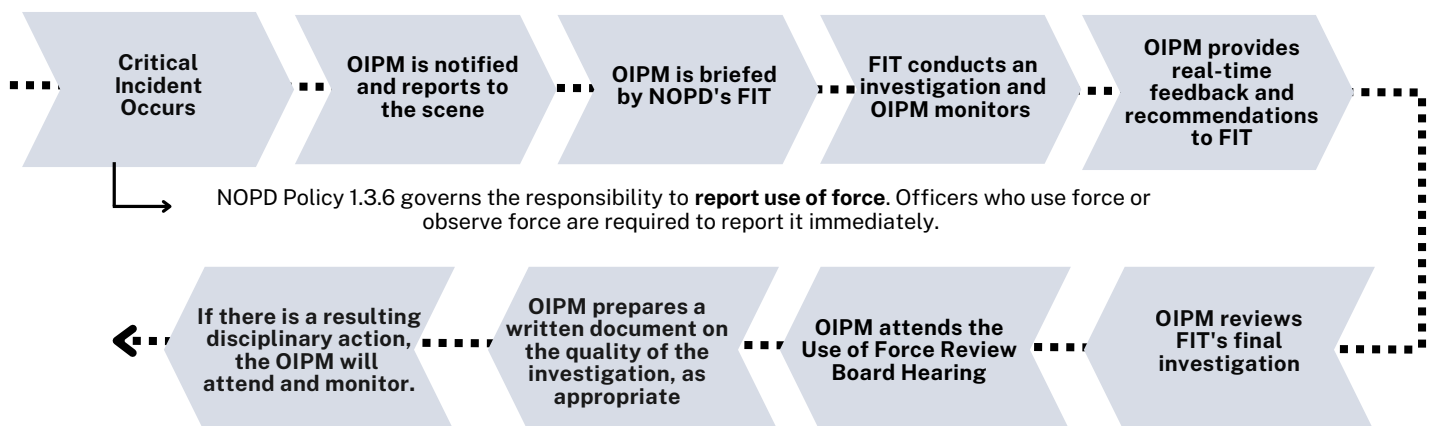 Critical
Incident
Occurs
OIPM is notified
and reports to
the scene
OIPM is briefed
by NOPD's FIT
FIT conducts an
investigation and
OIPM monitors
OIPM provides
real-time
feedback and
recommendations
to FIT
NOPD Policy 1.3.6 governs the responsibility to report use of force. Officers who use force or
observe force are required to report it immediately.
OIPM reviews
FIT's final
investigation
OIPM attends the
Use of Force Review
Board Hearing
OIPM prepares a
written document on
the quality of the
investigation, as
appropriate
If there is a resulting
disciplinary action,
the OIPM will
attend and monitor.